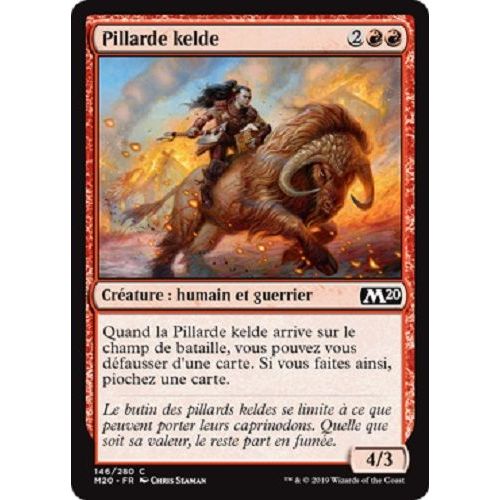 Pillarde kelde 2
Créature : humain et guerrier M20
Quand la Pillarde kelde arrive sur le
champ de bataille, vous pouvez vous
défausser d'une carte. Si vous faites ainsi,
piochez une carte.
Le butin des pillards keldes se limite à ce que
peuvent porter leurs caprinodons. Quelle que
soit sa valeur, le reste part en fumée.
4/3
146/280 C
M20 • FR Chris Seaman
™ & © 2019 Wizards of the Coast